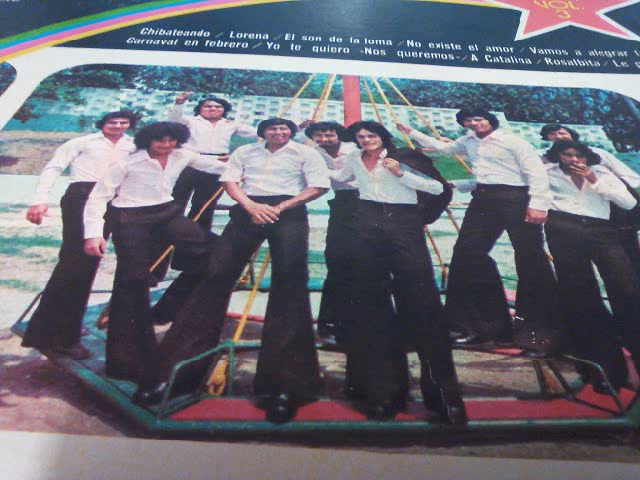 VOL.
3
Chibateando / Lorena / El son de la loma / No existe el amor / Vamos a alegrar
Carnaval en febrero / Yo te quiero -Nos queremos- / A Catalina / Rosalbita / Le